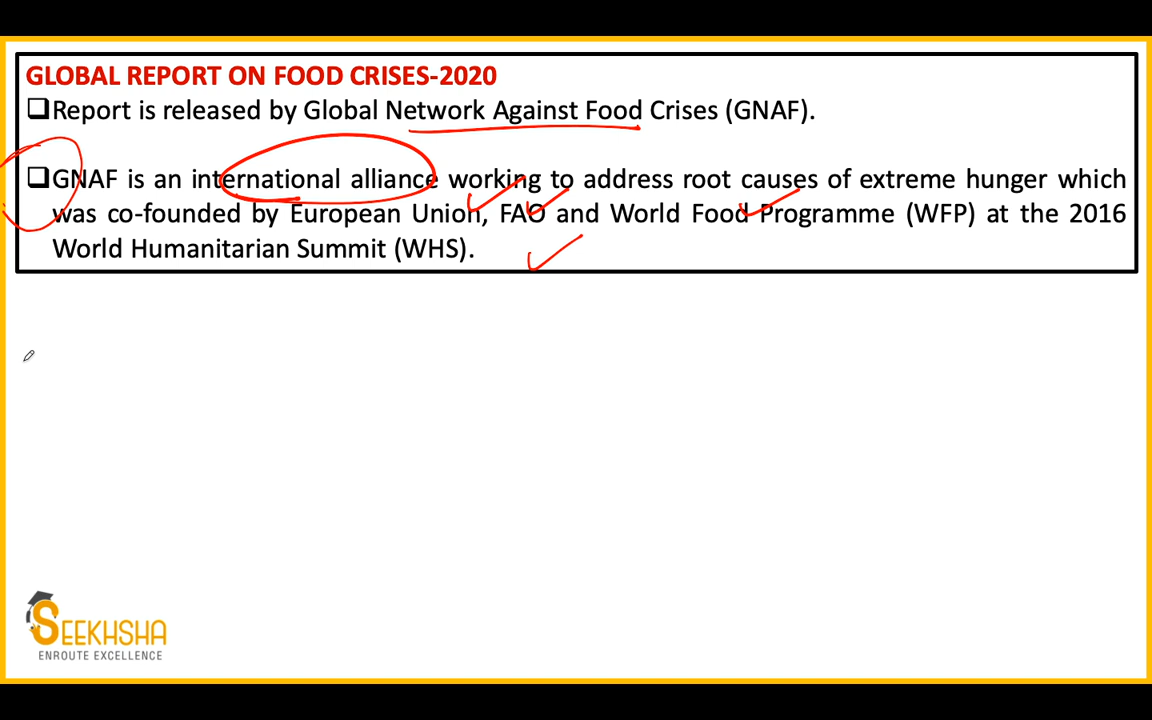 GLOBAL REPORT ON FOOD CRISES-2020
❑Report is released by Global Network Against Food Crises (GNAF).
❑GNAF is an international alliance working to address root causes of extreme hunger which
was co-founded by European Union, FAO and World Food Programme (WFP) at the 2016
World Humanitarian Summit (WHS).
SEEKHSHA
ENROUTE EXCELLENCE